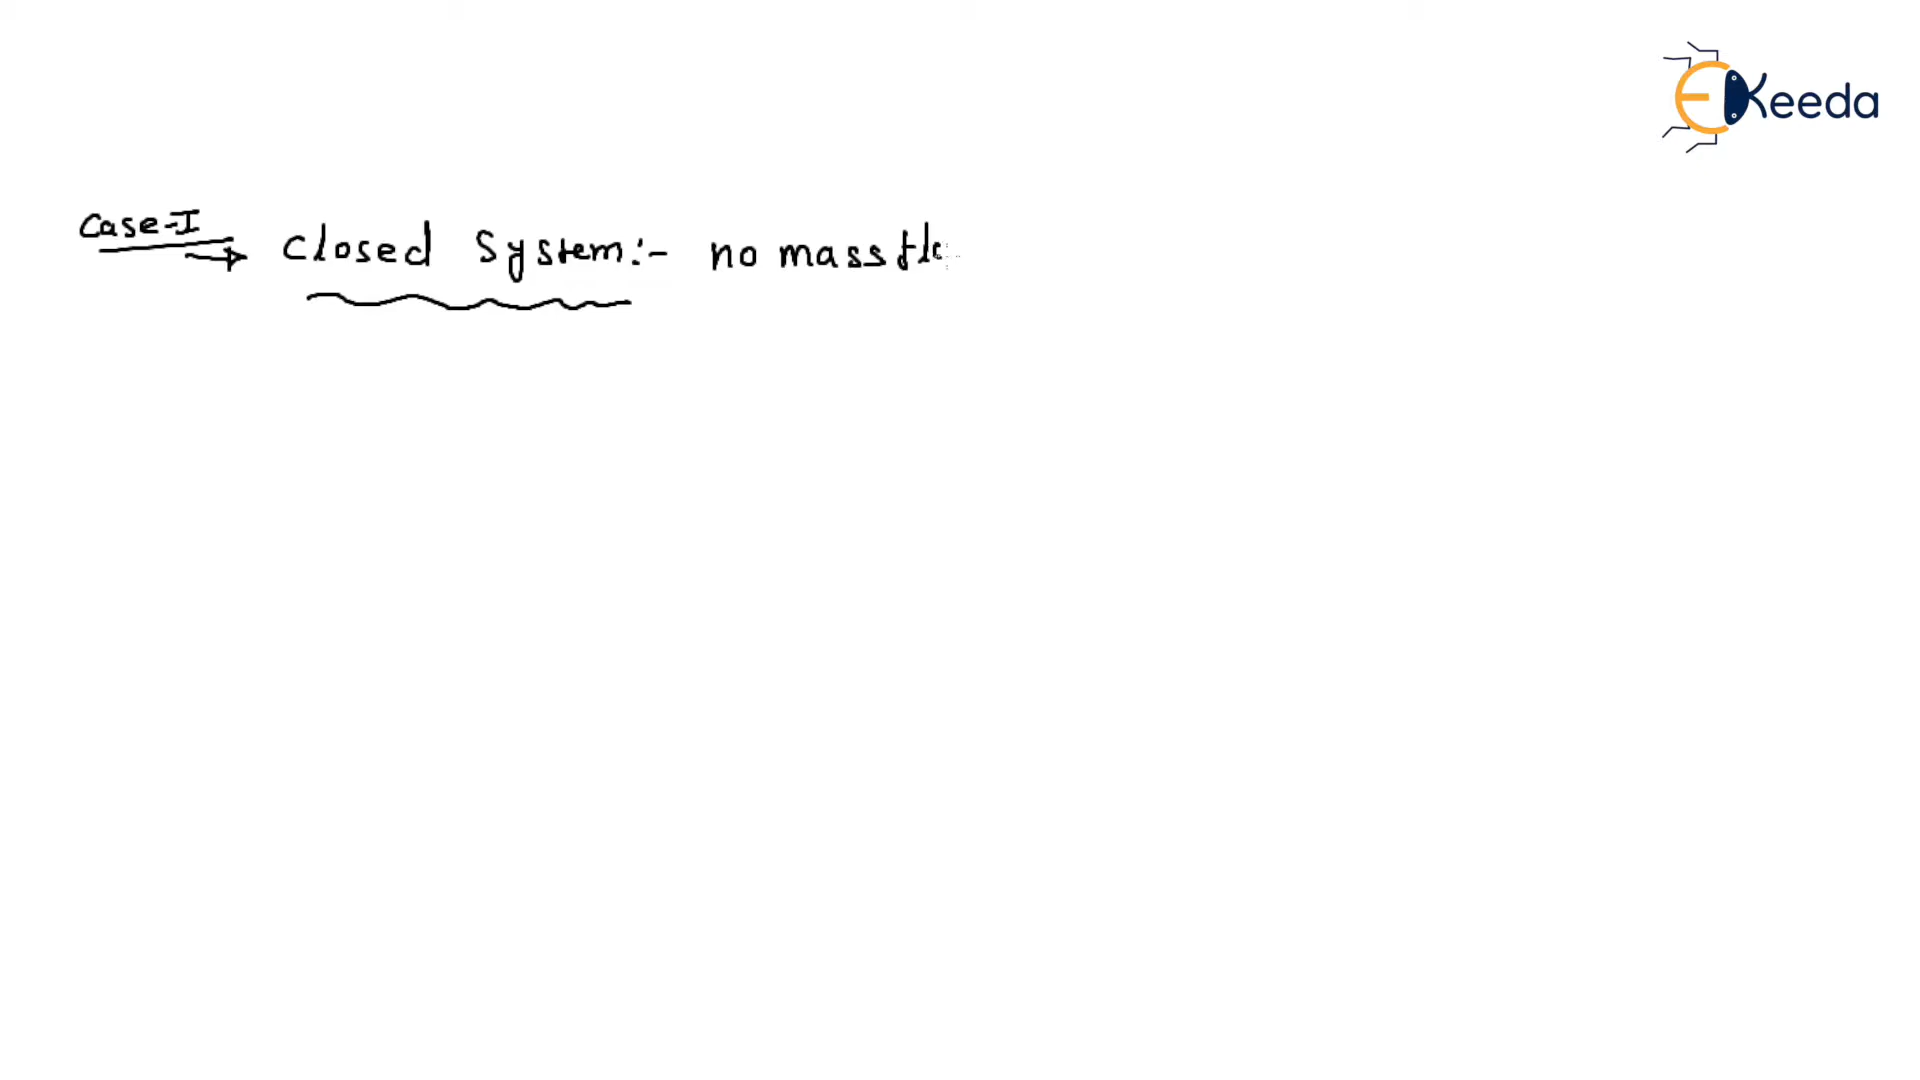 EKeeda
Case-I
Closed System:- no mass